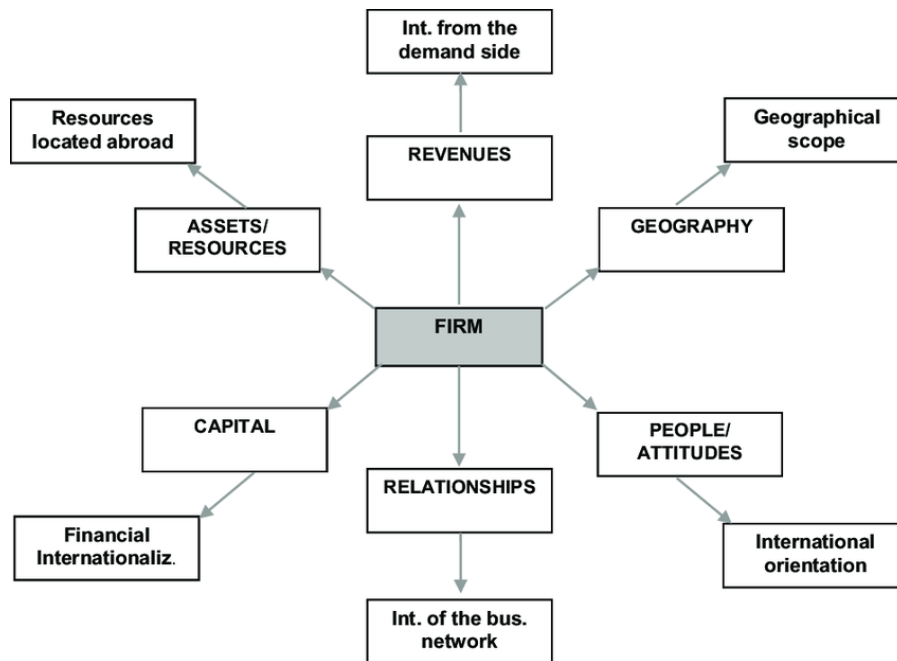 Int. from the
demand side
Resources
located abroad
REVENUES
Geographical
scope
ASSETS/
RESOURCES
GEOGRAPHY
FIRM
CAPITAL
PEOPLE/
ATTITUDES
RELATIONSHIPS
Financial
Internationaliz.
International
orientation
Int. of the bus.
network